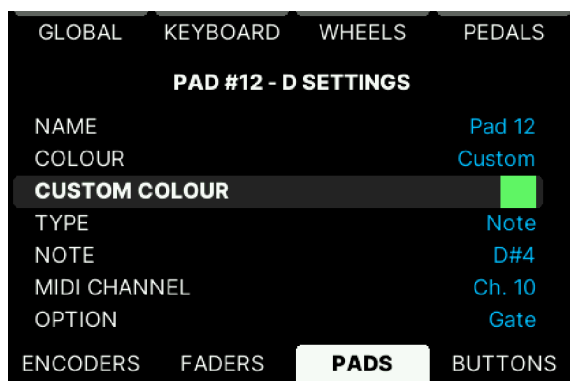 GLOBAL KEYBOARD WHEELS PEDALS
PAD #12 - D SETTINGS
NAME Pad 12
COLOUR Custom
CUSTOM COLOUR
TYPE Note
NOTE D#4
MIDI CHANNEL Ch. 10
OPTION Gate
ENCODERS FADERS PADS BUTTONS